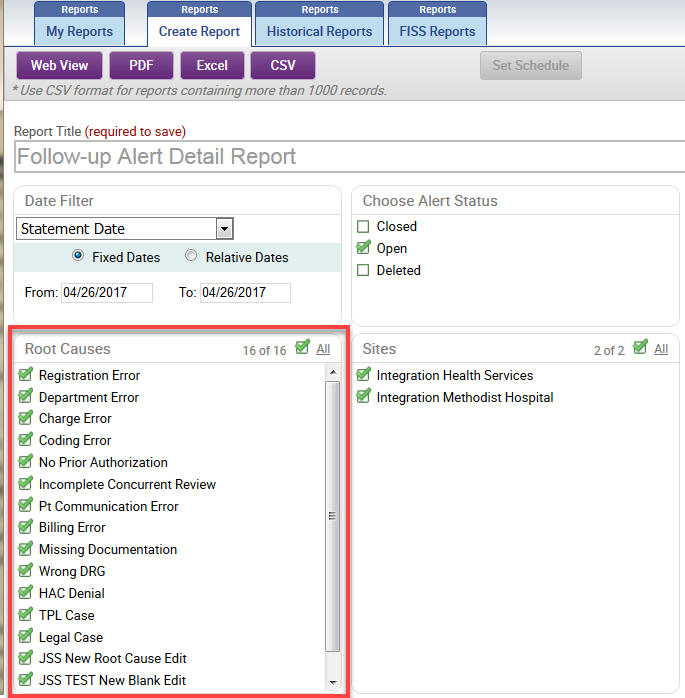 Reports Reports Reports Reports
My Reports Create Report Historical Reports FISS Reports
Web View PDF Excel CSV Set Schedule
* Use CSV format for reports containing more than 1000 records.
Report Title (required to save)
Follow-up Alert Detail Report
Date Filter
Statement Date
Fixed Dates Relative Dates
From: 04/26/2017 To: 04/26/2017
Choose Alert Status
Closed
Open
Deleted
Root Causes 16 of 16 All
Registration Error
Department Error
Charge Error
Coding Error
No Prior Authorization
Incomplete Concurrent Review
Pt Communication Error
Billing Error
Missing Documentation
Wrong DRG
HAC Denial
TPL Case
Legal Case
JSS New Root Cause Edit
JSS TEST New Blank Edit
Sites 2 of 2 All
Integration Health Services
Integration Methodist Hospital